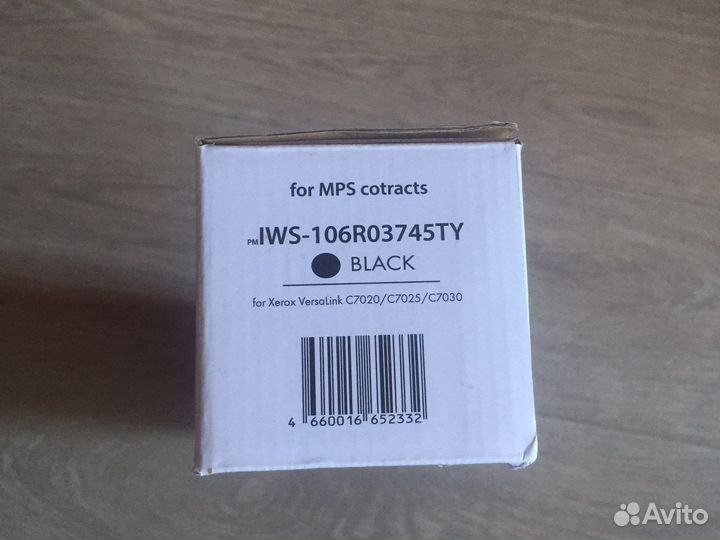 for MPS cotracts
PM IWS-106R03745TY
BLACK
for Xerox VersaLink C7020/C7025/C7030
4 660016 652332
Avito